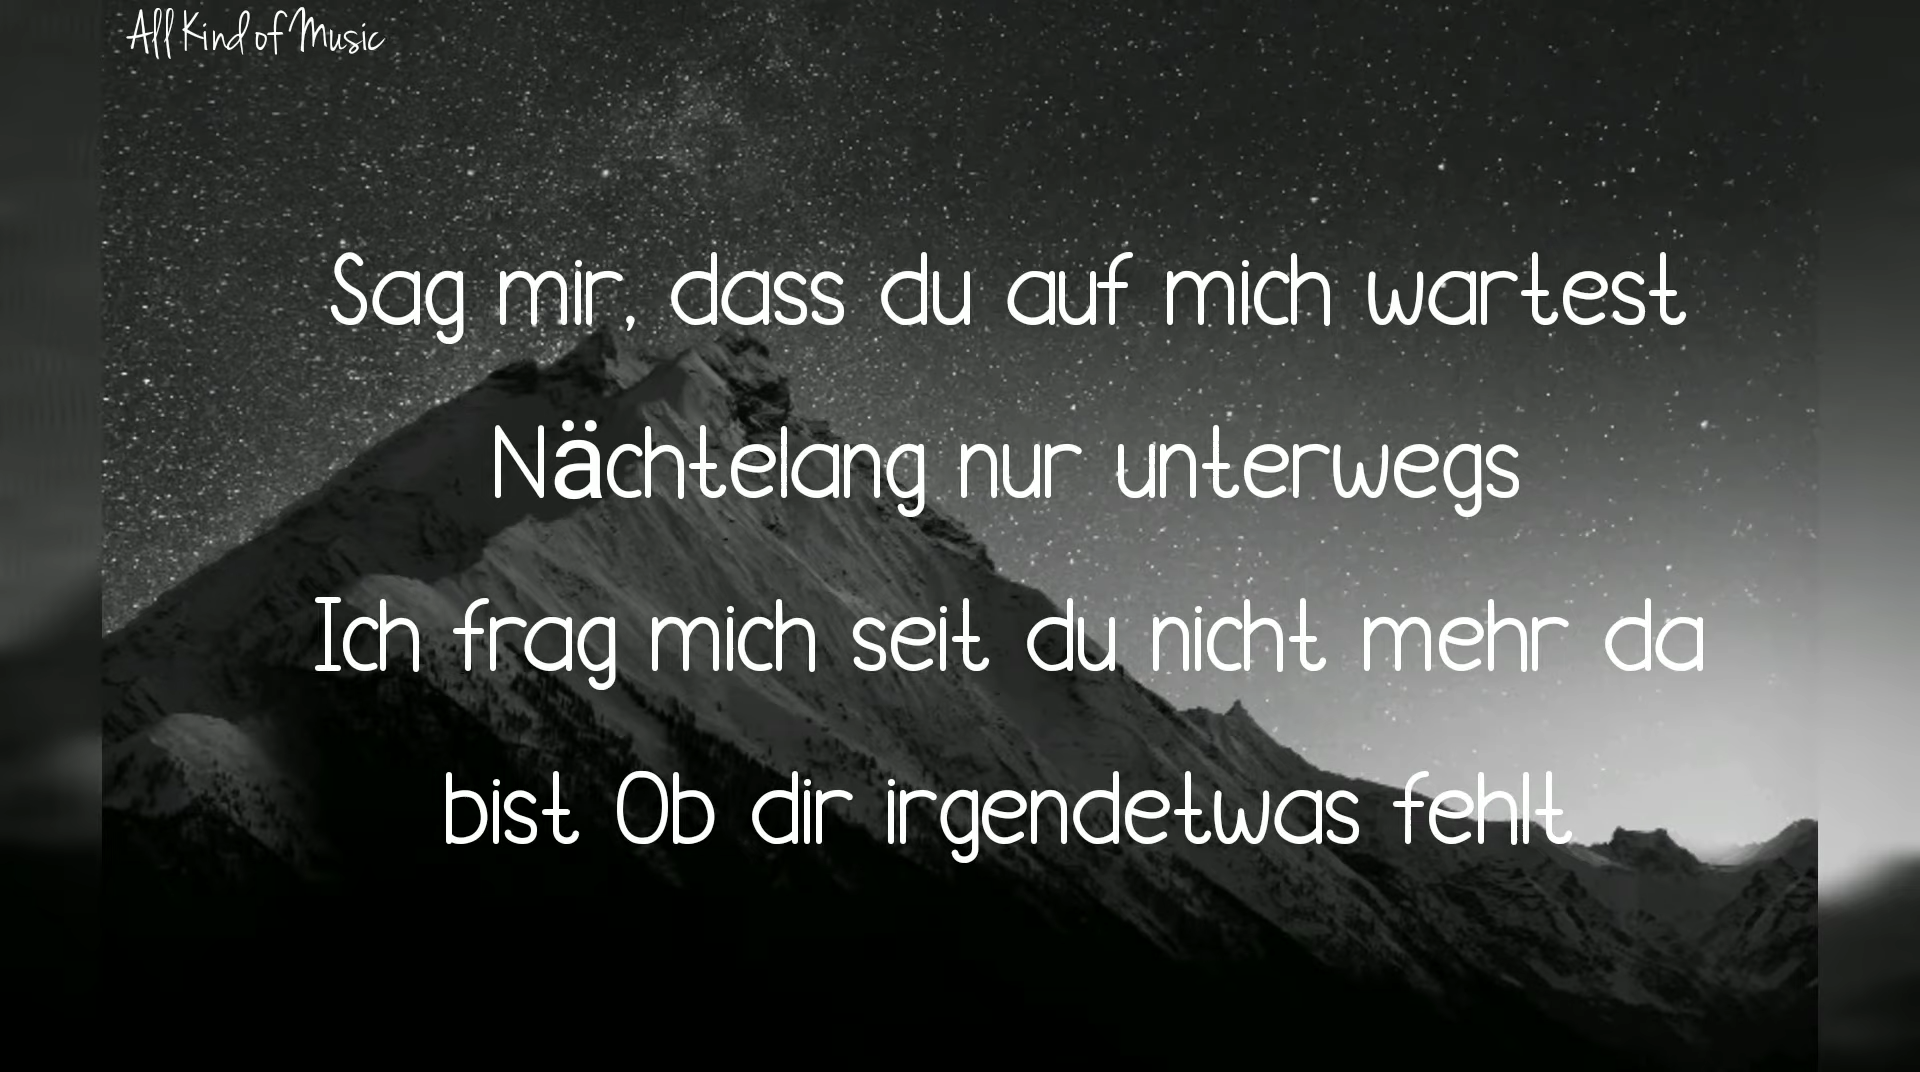 All Kind of Music
Sag mir, dass du auf mich wartest
Nächtelang nur unterwegs
Ich frag mich seit du nicht mehr da
bist Ob dir irgendetwas fehlt